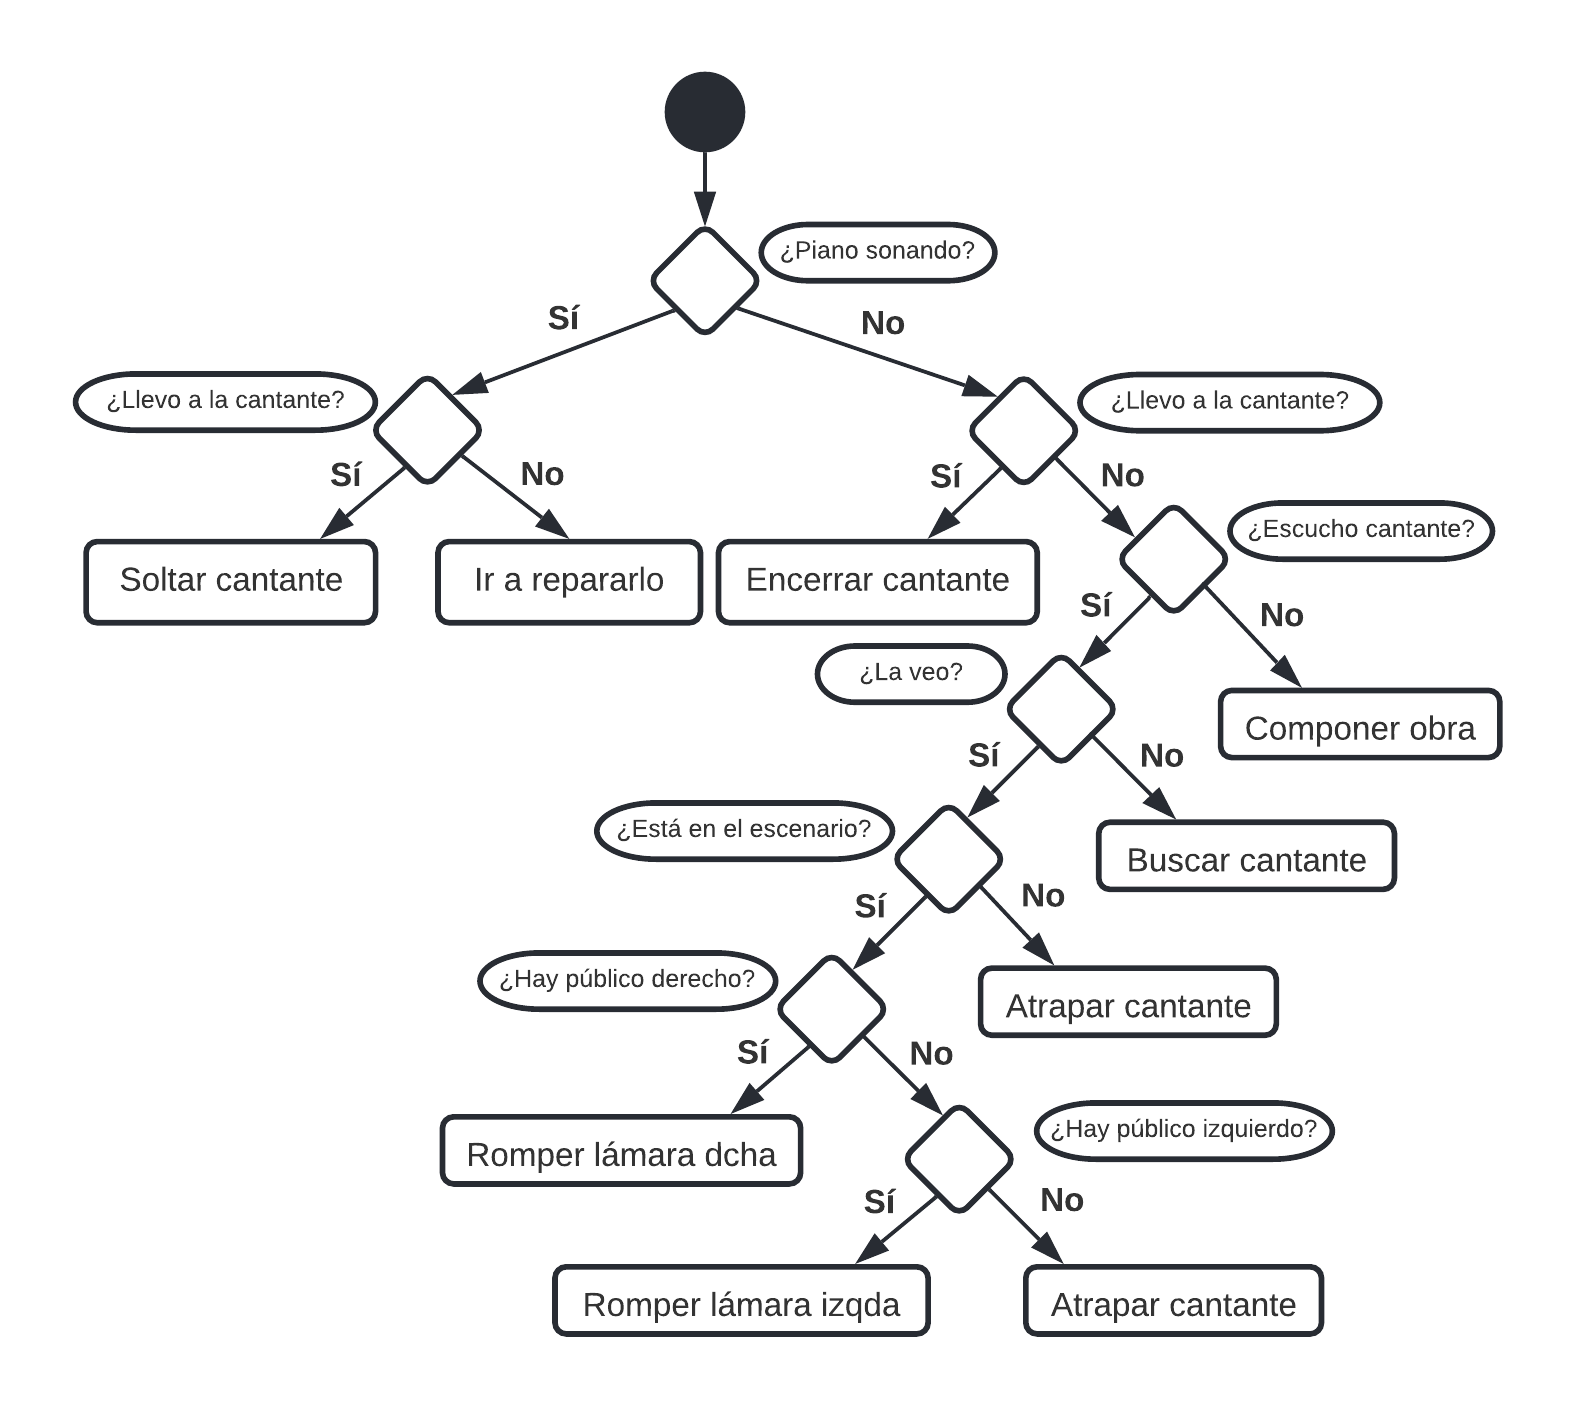 ¿Piano sonando?
Sí
No
¿Llevo a la cantante?
¿Llevo a la cantante?
Sí
No
Sí
No
¿Escucho cantante?
Soltar cantante
Ir a repararlo
Encerrar cantante
Sí
No
¿La veo?
Componer obra
Sí
No
¿Está en el escenario?
Buscar cantante
Sí
No
¿Hay público derecho?
Atrapar cantante
Sí
No
¿Hay público izquierdo?
Romper lámara dcha
Sí
No
Romper lámara izqda
Atrapar cantante